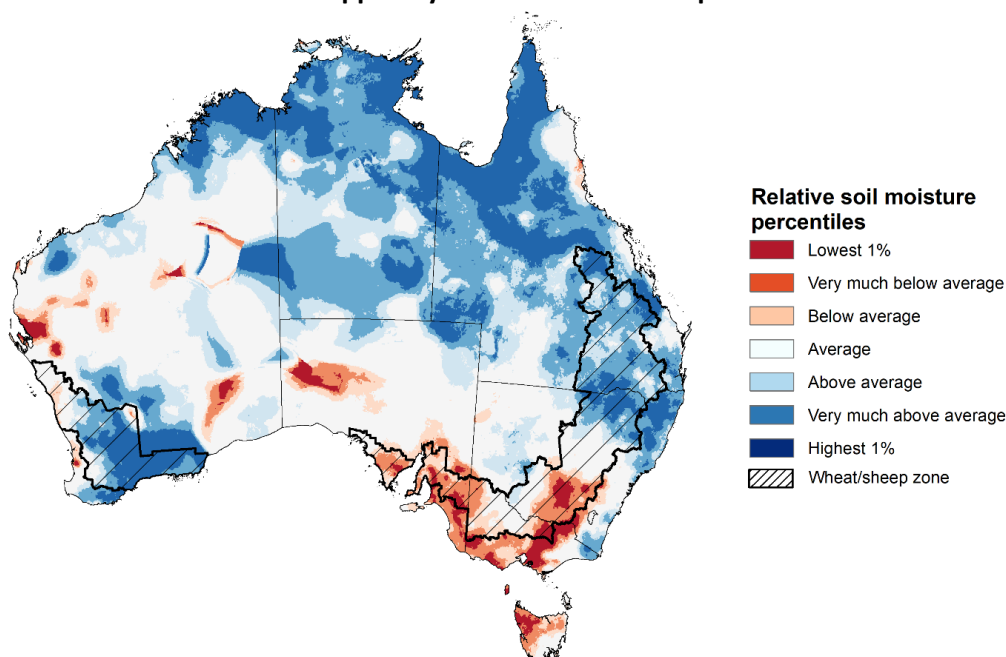 Relative soil moisture
percentiles
Lowest 1%
Very much below average
Below average
Average
Above average
Very much above average
Highest 1%
Wheat/sheep zone